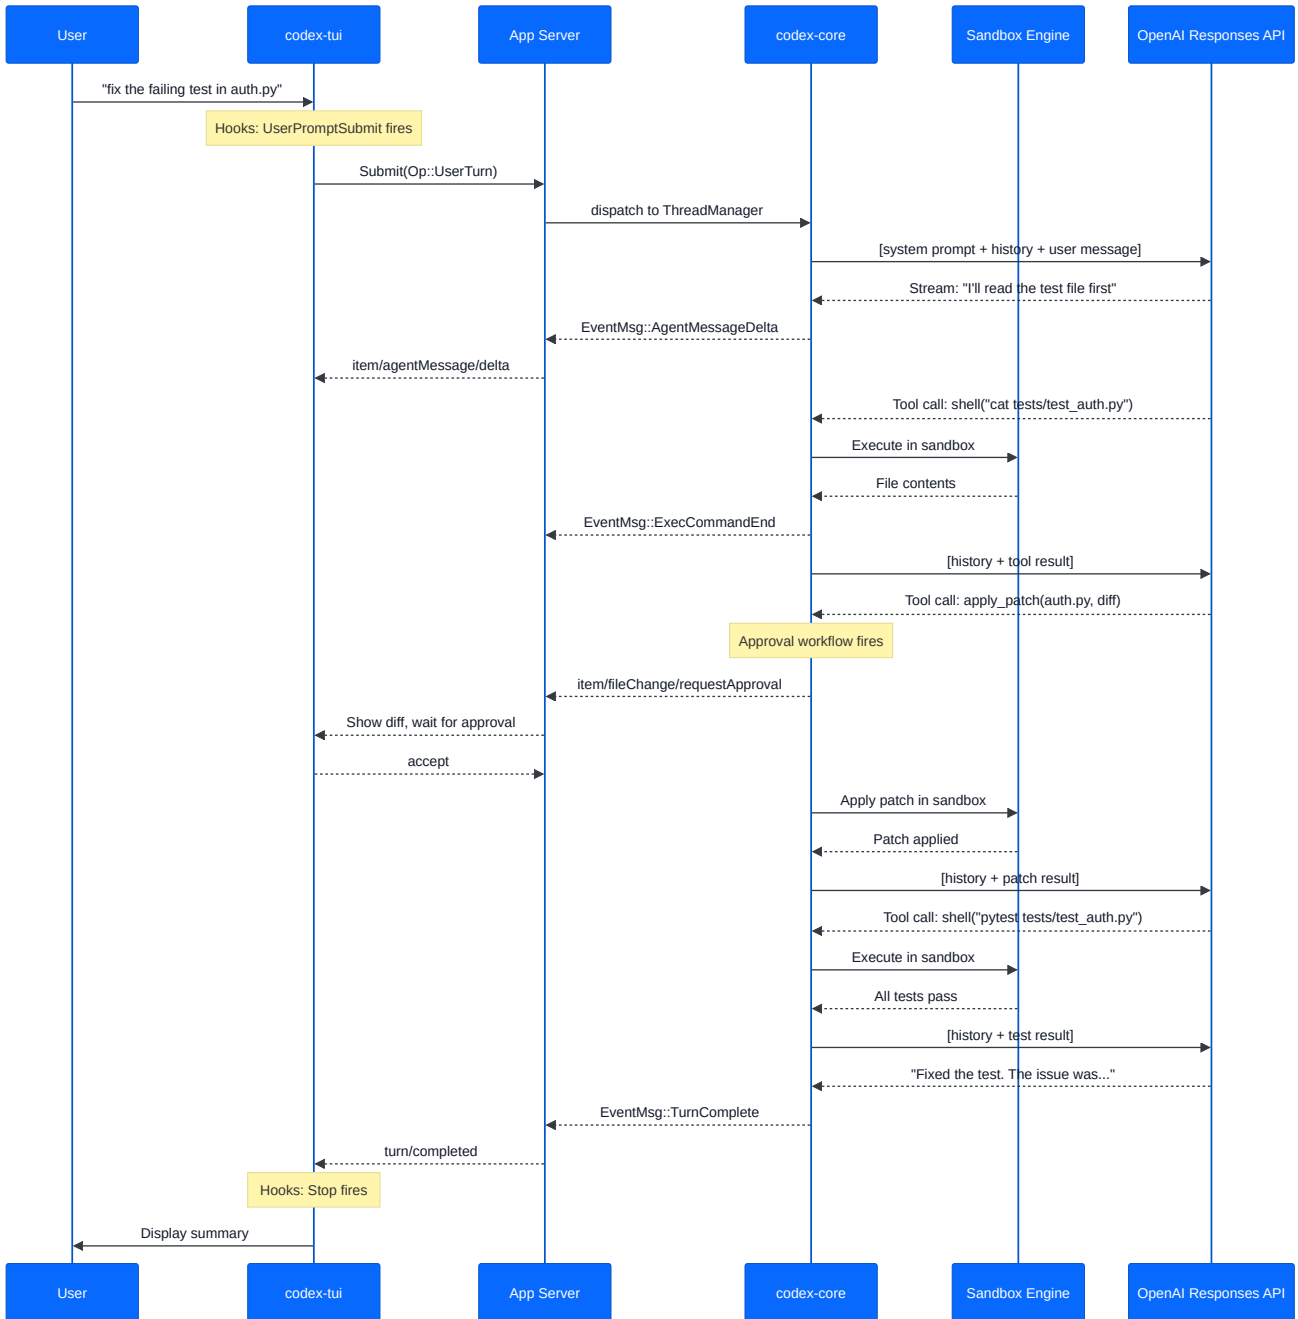 User
codex-tui
App Server
codex-core
Sandbox Engine
OpenAI Responses API
"fix the failing test in auth.py"
Hooks: UserPromptSubmit fires
Submit(Op::UserTurn)
dispatch to ThreadManager
[system prompt + history + user message]
Stream: "I'll read the test file first"
EventMsg::AgentMessageDelta
item/agentMessage/delta
Tool call: shell("cat tests/test_auth.py")
Execute in sandbox
File contents
EventMsg::ExecCommandEnd
[history + tool result]
Tool call: apply_patch(auth.py, diff)
Approval workflow fires
item/fileChange/requestApproval
Show diff, wait for approval
accept
Apply patch in sandbox
Patch applied
[history + patch result]
Tool call: shell("pytest tests/test_auth.py")
Execute in sandbox
All tests pass
[history + test result]
"Fixed the test. The issue was..."
EventMsg::TurnComplete
turn/completed
Hooks: Stop fires
Display summary
User
codex-tui
App Server
codex-core
Sandbox Engine
OpenAI Responses API